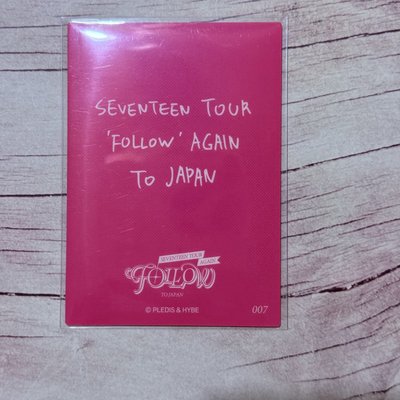 SEVENTEEN TOUR
'FOLLOW' AGAIN
TO JAPAN
SEVENTEEN TOUR
AGAIN
FOLLOW
TO JAPAN
© PLEDIS & HYBE
007